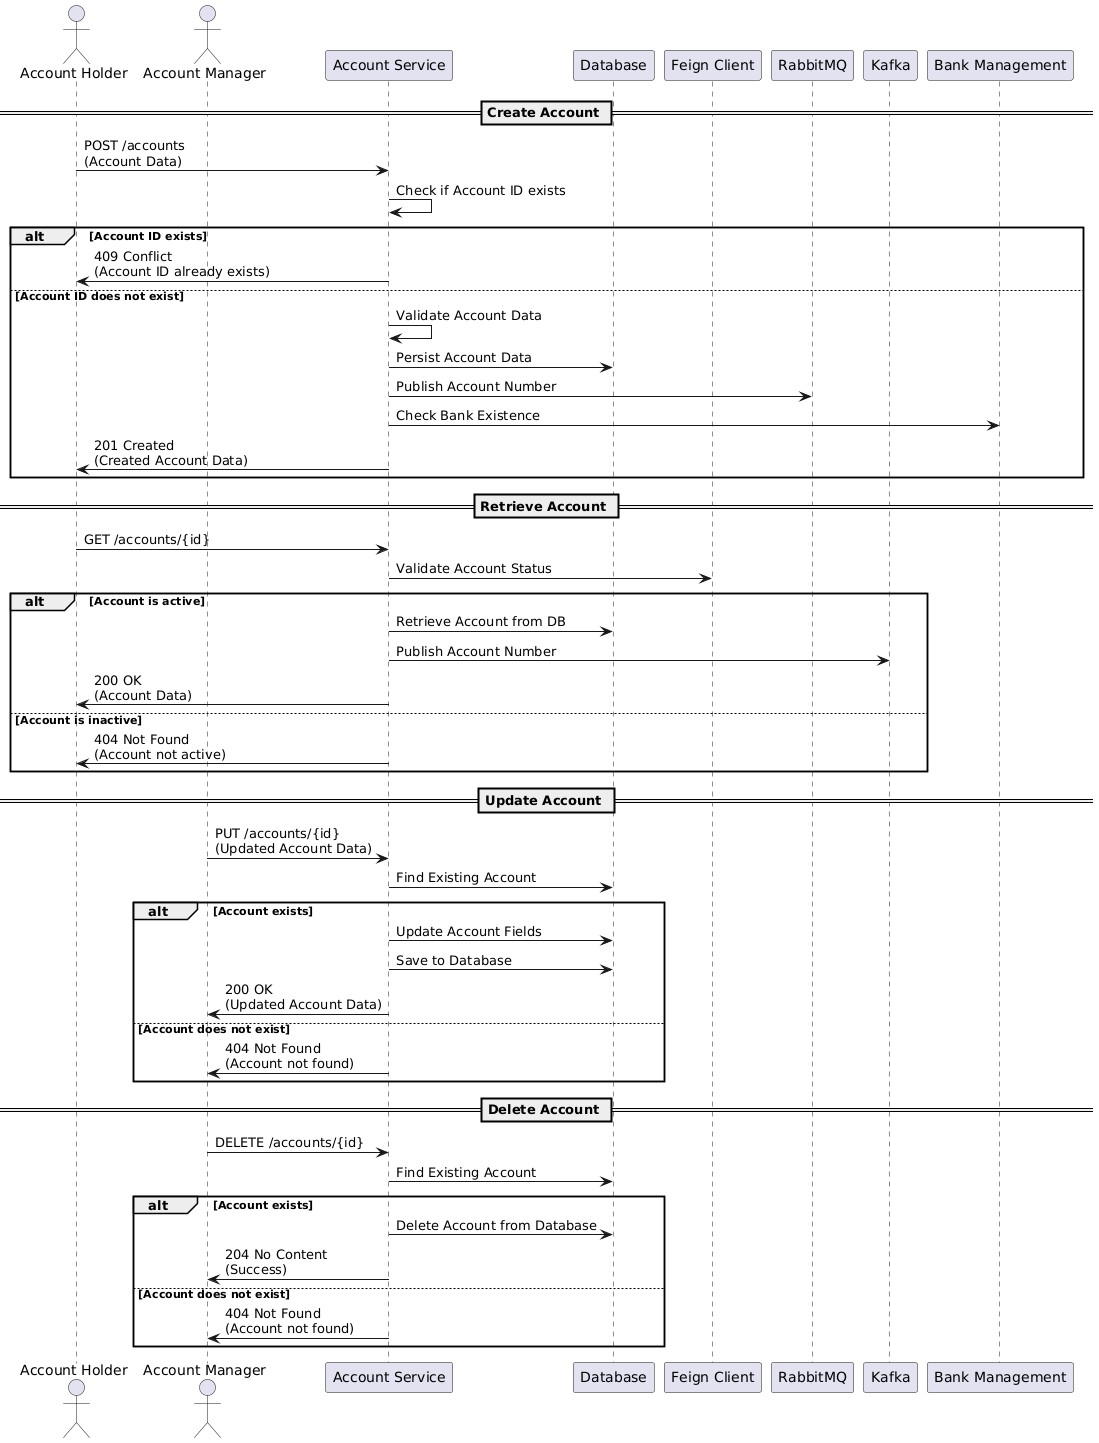 Account Holder
Account Manager
Account Service
Database
Feign Client
RabbitMQ
Kafka
Bank Management
Create Account
POST /accounts
(Account Data)
Check if Account ID exists
alt
[Account ID exists]
409 Conflict
(Account ID already exists)
[Account ID does not exist]
Validate Account Data
Persist Account Data
Publish Account Number
Check Bank Existence
201 Created
(Created Account Data)
Retrieve Account
GET /accounts/{id}
Validate Account Status
alt
[Account is active]
Retrieve Account from DB
Publish Account Number
200 OK
(Account Data)
[Account is inactive]
404 Not Found
(Account not active)
Update Account
PUT /accounts/{id}
(Updated Account Data)
Find Existing Account
alt
[Account exists]
Update Account Fields
Save to Database
200 OK
(Updated Account Data)
[Account does not exist]
404 Not Found
(Account not found)
Delete Account
DELETE /accounts/{id}
Find Existing Account
alt
[Account exists]
Delete Account from Database
204 No Content
(Success)
[Account does not exist]
404 Not Found
(Account not found)
Account Holder
Account Manager
Account Service
Database
Feign Client
RabbitMQ
Kafka
Bank Management